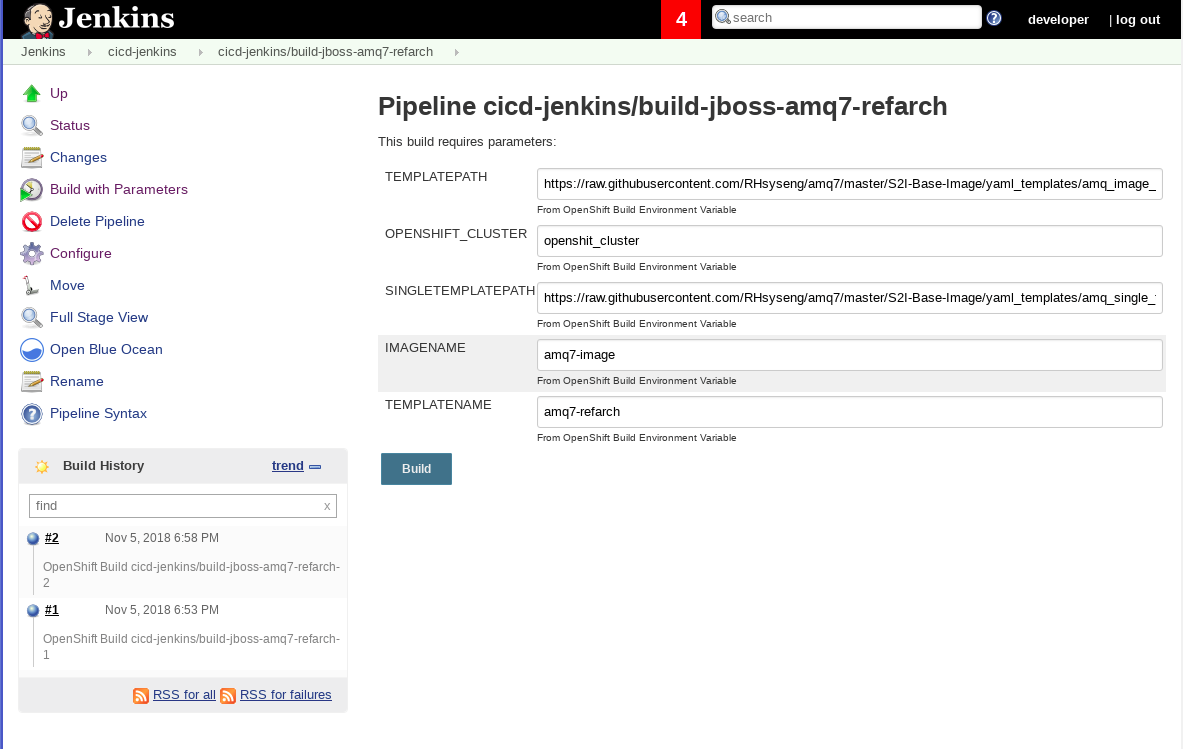 Jenkins
4
search
developer
| log out
Jenkins
cicd-jenkins
cicd-jenkins/build-jboss-amq7-refarch
Up
Status
Changes
Build with Parameters
Delete Pipeline
Configure
Move
Full Stage View
Open Blue Ocean
Rename
Pipeline Syntax
Build History
trend
find
x
#2
Nov 5, 2018 6:58 PM
OpenShift Build cicd-jenkins/build-jboss-amq7-refarch-
2
#1
Nov 5, 2018 6:53 PM
OpenShift Build cicd-jenkins/build-jboss-amq7-refarch-
1
RSS for all
RSS for failures
Pipeline cicd-jenkins/build-jboss-amq7-refarch
This build requires parameters:
TEMPLATEPATH
https://raw.githubusercontent.com/RHsyseng/amq7/master/S2I-Base-Image/yaml_templates/amq_image_
From OpenShift Build Environment Variable
OPENSHIFT_CLUSTER
openshit_cluster
From OpenShift Build Environment Variable
SINGLETEMPLATEPATH
https://raw.githubusercontent.com/RHsyseng/amq7/master/S2I-Base-Image/yaml_templates/amq_single_
From OpenShift Build Environment Variable
IMAGENAME
amq7-image
From OpenShift Build Environment Variable
TEMPLATENAME
amq7-refarch
From OpenShift Build Environment Variable
Build